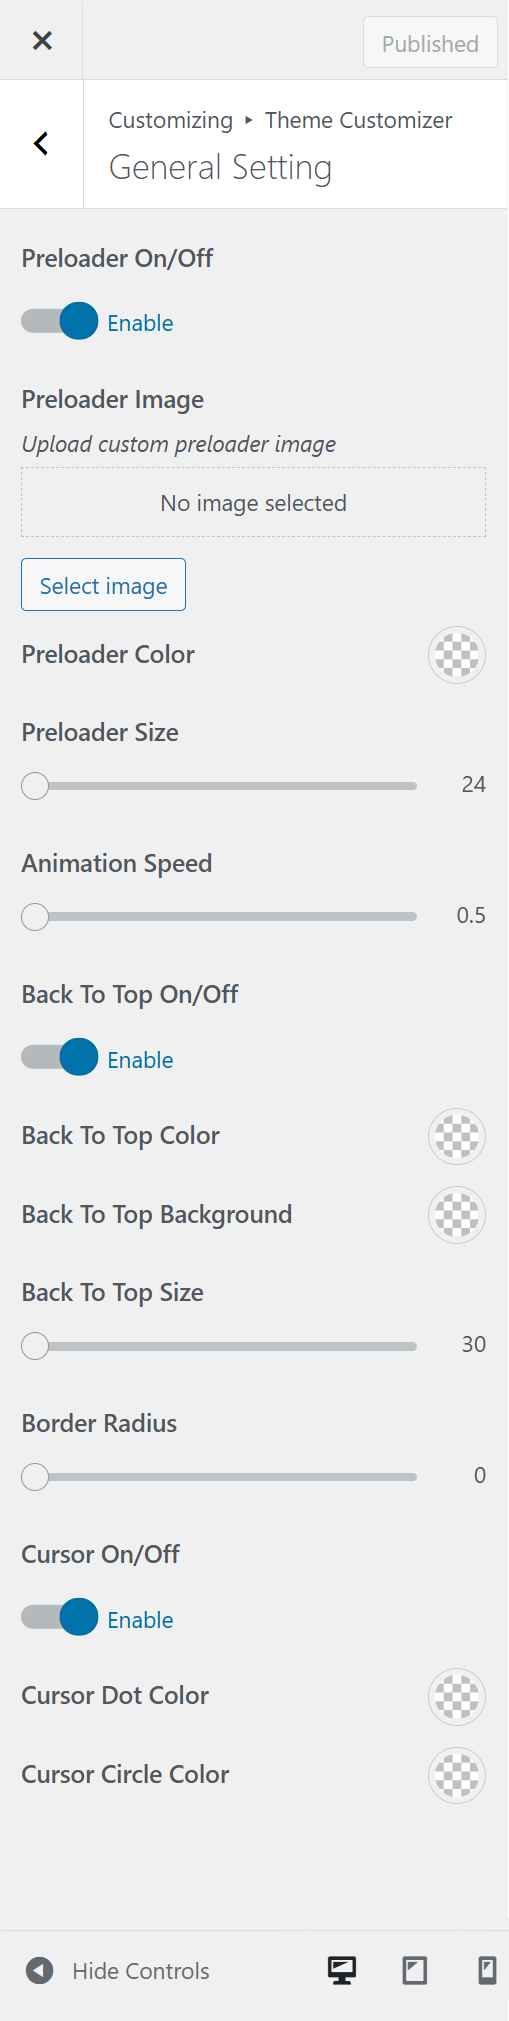 Published
Customizing ▸ Theme Customizer
General Setting
Preloader On/Off
Enable
Preloader Image
Upload custom preloader image
No image selected
Select image
Preloader Color
Preloader Size
24
Animation Speed
0.5
Back To Top On/Off
Enable
Back To Top Color
Back To Top Background
Back To Top Size
30
Border Radius
0
Cursor On/Off
Enable
Cursor Dot Color
Cursor Circle Color
Hide Controls